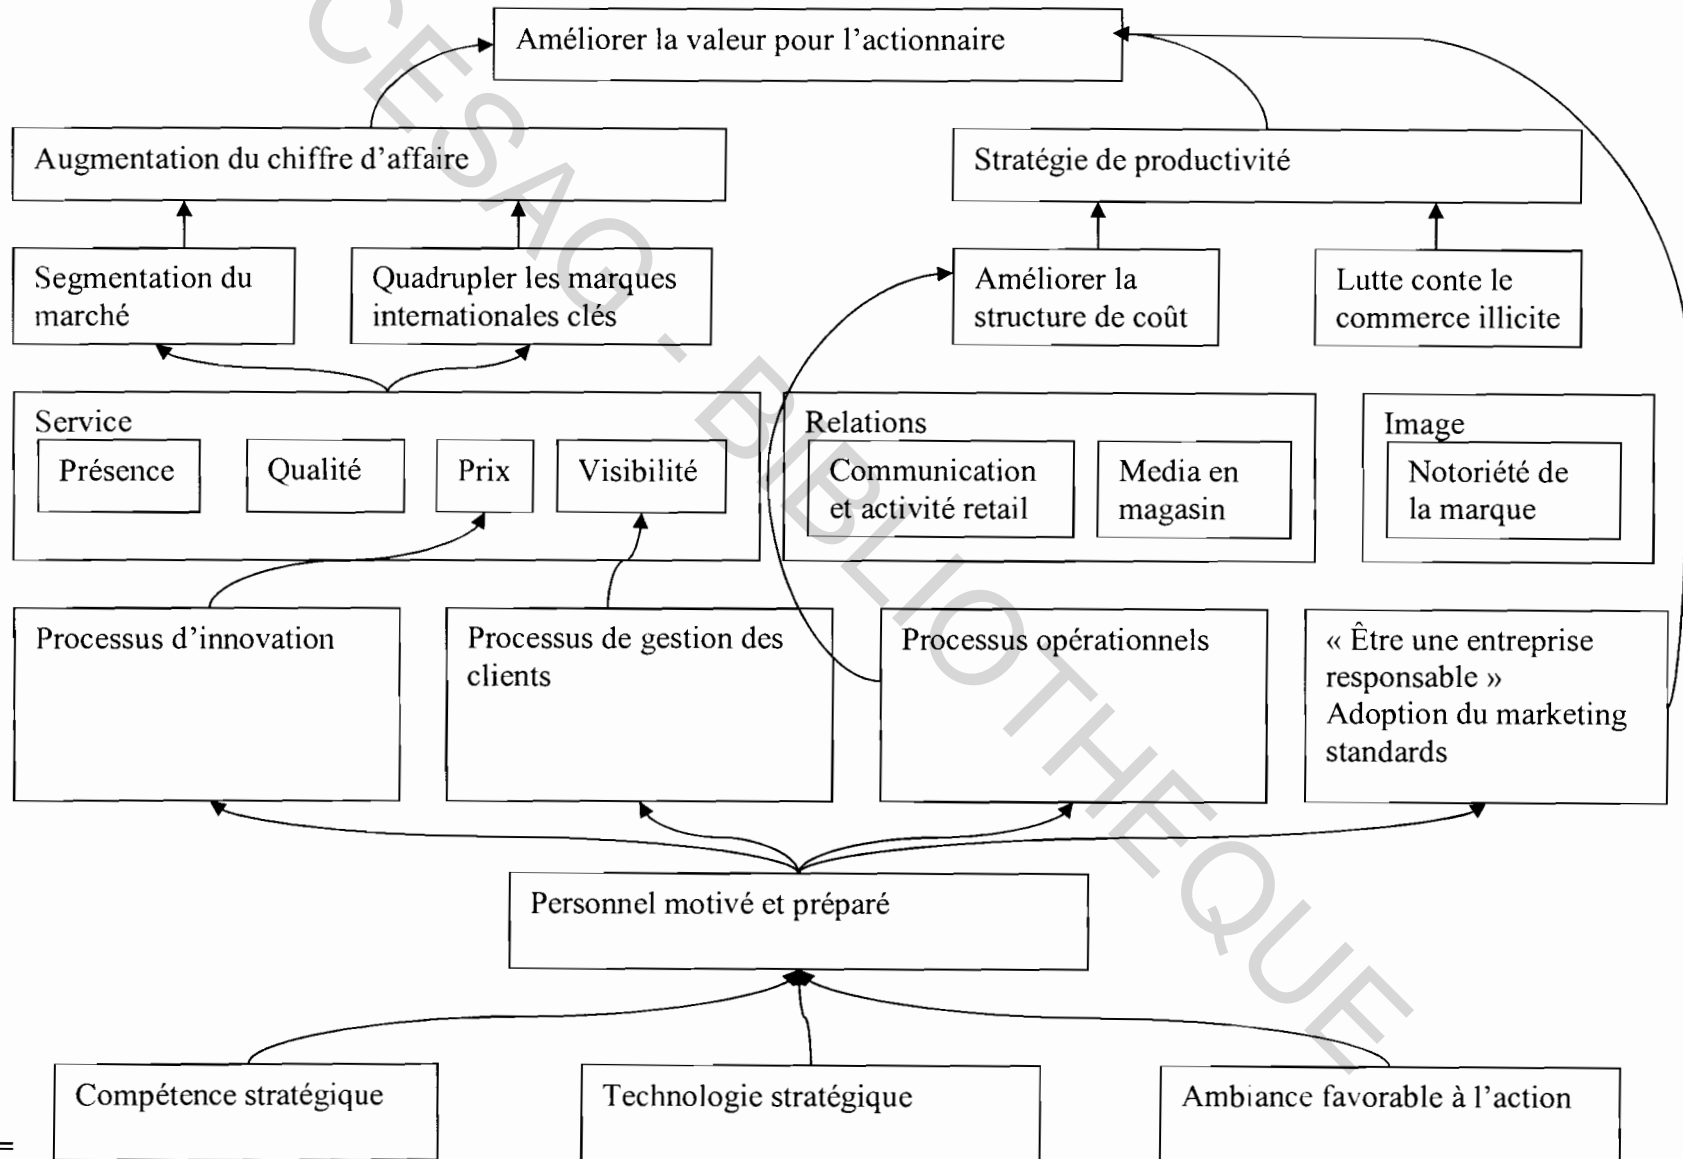 Améliorer la valeur pour l'actionnaire
Augmentation du chiffre d'affaire
Stratégie de productivité
Segmentation du
marché
Quadrupler les marques
internationales clés
Améliorer la
structure de coût
Lutte conte le
commerce illicite
Service
Présence
Qualité
Prix
Visibilité
Relations
Communication
et activité retail
Media en
magasin
Image
Notoriété de
la marque
Processus d'innovation
Processus de gestion des
clients
Processus opérationnels
« Être une entreprise
responsable »
Adoption du marketing
standards
Personnel motivé et préparé
Compétence stratégique
Technologie stratégique
Ambiance favorable à l'action
CESAG - BIBLIOTHEQUE